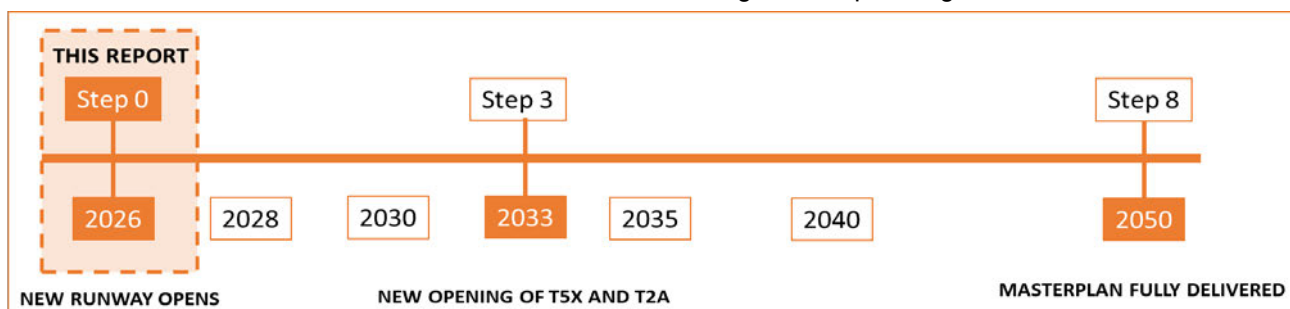 THIS REPORT
Step 0
Step 3
Step 8
2026
2028
2030
2033
2035
2040
2050
NEW RUNWAY OPENS
NEW OPENING OF T5X AND T2A
MASTERPLAN FULLY DELIVERED